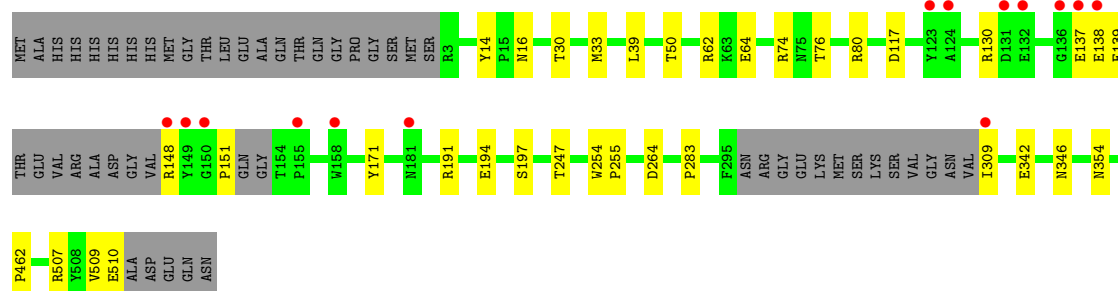 MET ALA HIS HIS HIS HIS HIS HIS MET GLY THR LEU GLU ALA GLN THR GLN GLY PRO GLY SER MET SER R3 Y14 P15 N16 T30 M33 L39 T50 R62 K63 E64 R74 N75 T76 R80 D117 Y123 A124 R130 D131 E132 G136 E137 E138
THR GLU VAL ARG ALA ASP GLY VAL R148 Y149 G150 P151 GLN GLY T154 P155 W158 Y171 N181 R191 E194 S197 T247 W254 P255 D264 P283 F295 ASN ARG GLY GLU LYS MET SER LYS SER VAL GLY ASN VAL I309 E342 N346 N354
P462 R507 Y508 V509 E510 ALA ASP GLU GLN ASN